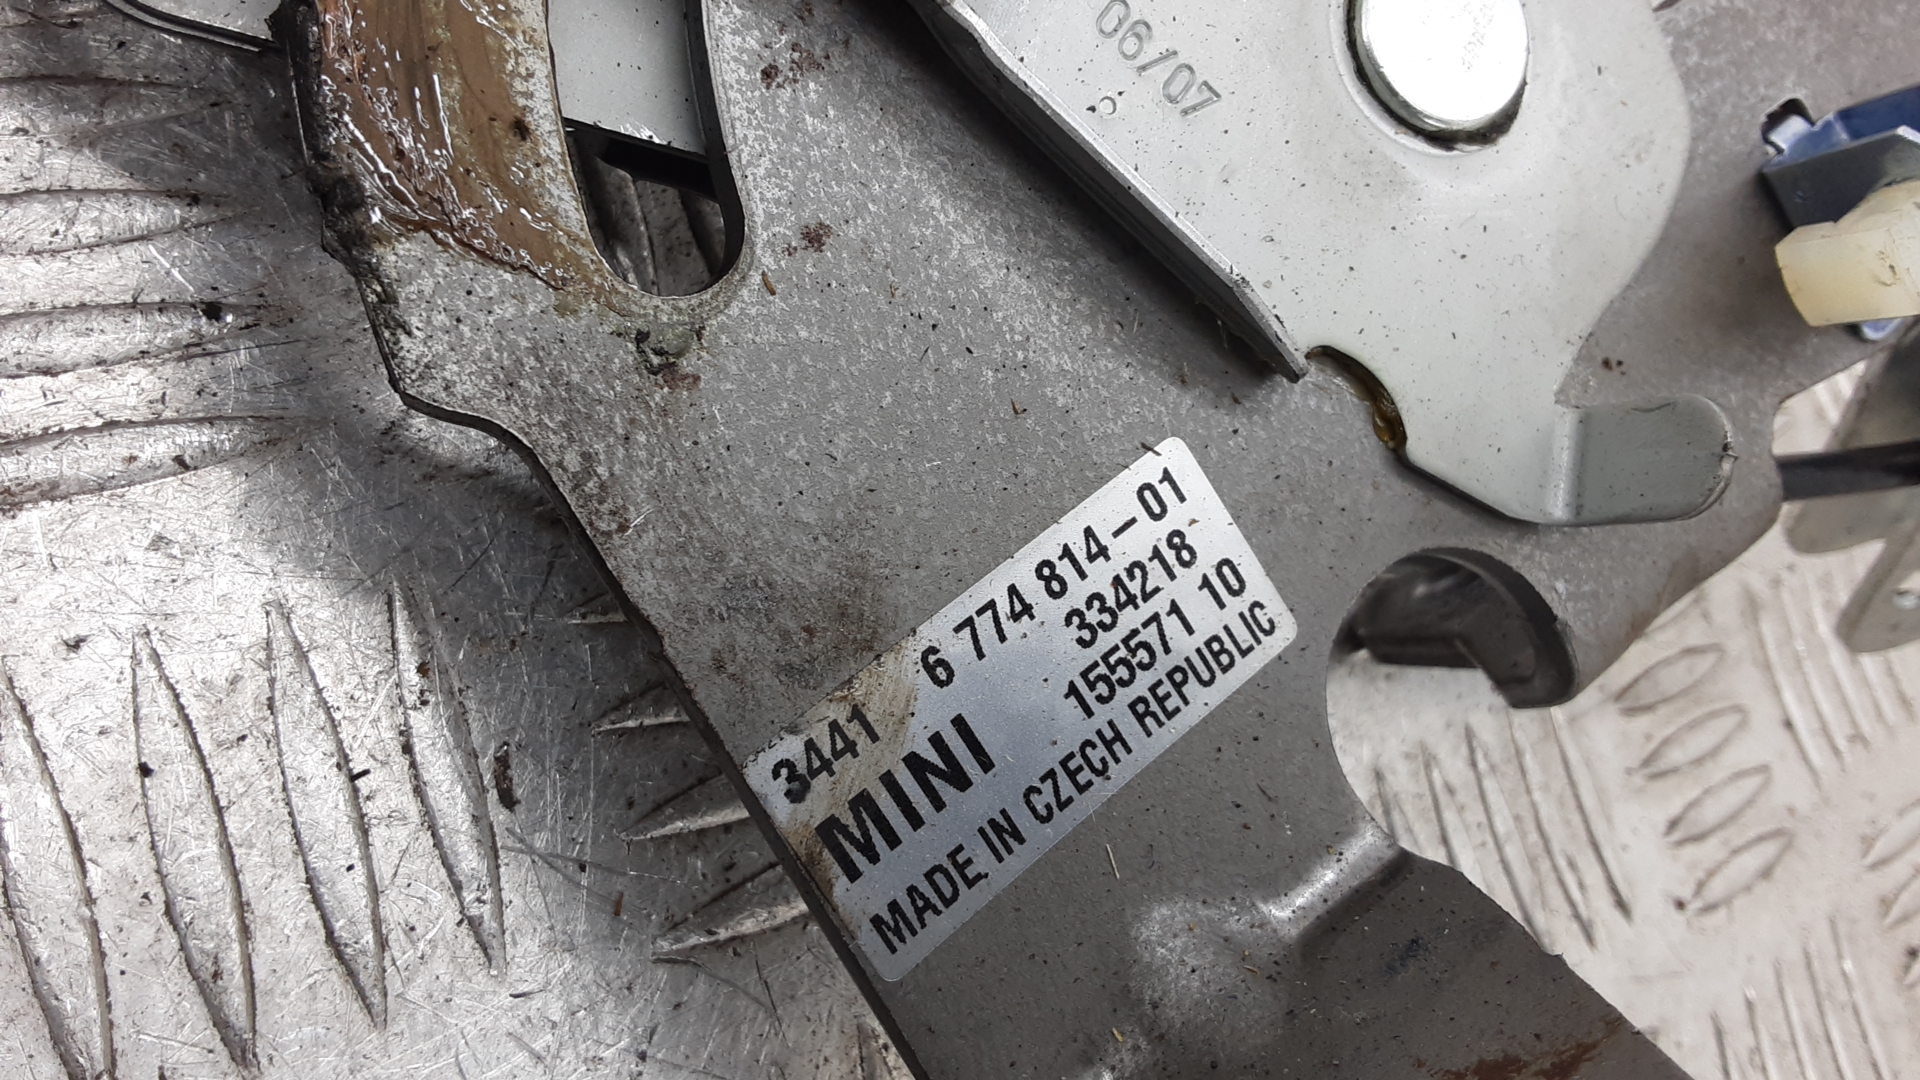 06/07
3441 6 774 814-01
334218
MINI 155571 10
MADE IN CZECH REPUBLIC